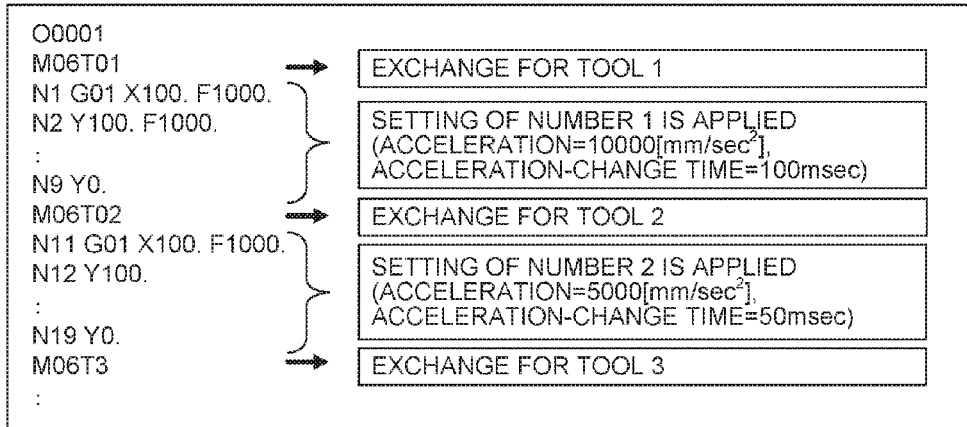 O0001
M06T01
EXCHANGE FOR TOOL 1
N1 G01 X100. F1000.
N2 Y100. F1000.
:
N9 Y0.
SETTING OF NUMBER 1 IS APPLIED
(ACCELERATION=10000[mm/sec²],
ACCELERATION-CHANGE TIME=100msec)
M06T02
EXCHANGE FOR TOOL 2
N11 G01 X100. F1000.
N12 Y100.
:
N19 Y0.
SETTING OF NUMBER 2 IS APPLIED
(ACCELERATION=5000[mm/sec²],
ACCELERATION-CHANGE TIME=50msec)
M06T3
EXCHANGE FOR TOOL 3
: